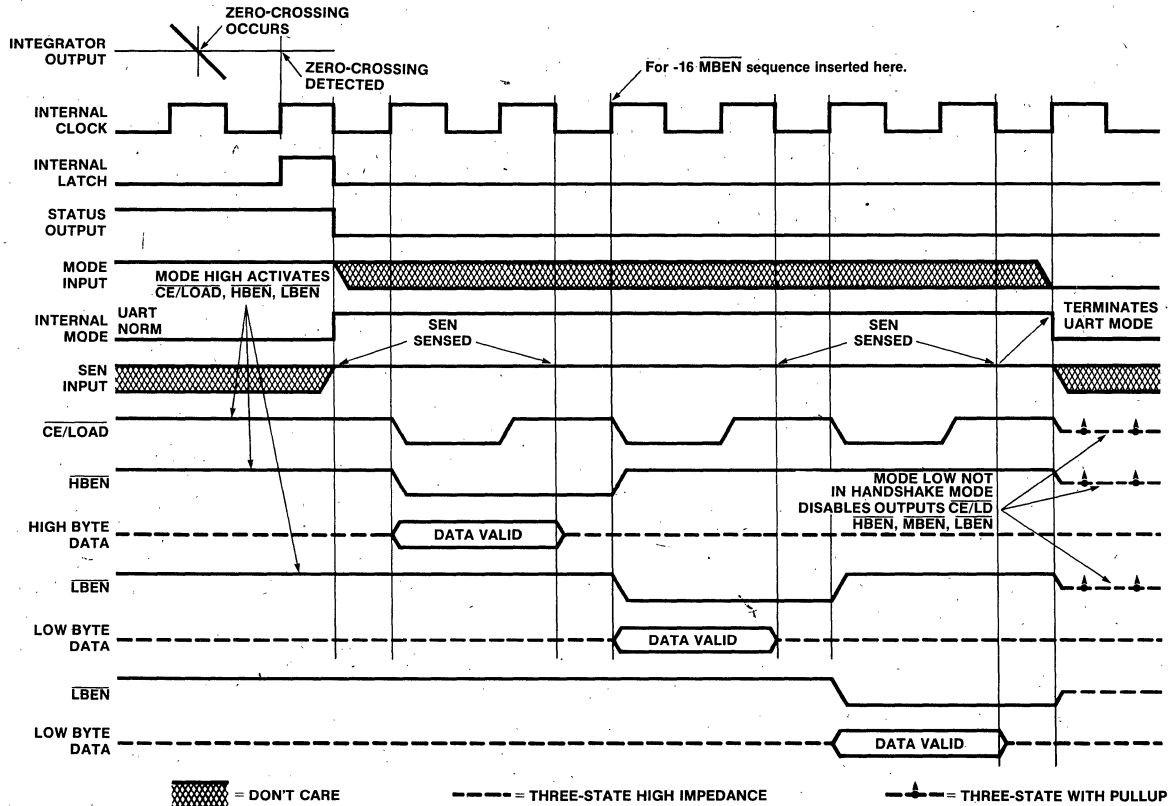 ZERO-CROSSING
OCCURS
INTEGRATOR
OUTPUT
ZERO-CROSSING
DETECTED
For -16 MBEN sequence inserted here.
INTERNAL
CLOCK
INTERNAL
LATCH
STATUS
OUTPUT
MODE
INPUT
MODE HIGH ACTIVATES
CE/LOAD, HBEN, LBEN
INTERNAL
MODE
UART
NORM
SEN
SENSED
SEN
SENSED
TERMINATES
UART MODE
SEN
INPUT
CE/LOAD
HBEN
MODE LOW NOT
IN HANDSHAKE MODE
DISABLES OUTPUTS CE/LD
HBEN, MBEN, LBEN
HIGH BYTE
DATA
DATA VALID
LBEN
LOW BYTE
DATA
DATA VALID
LBEN
LOW BYTE
DATA
DATA VALID
= DON'T CARE
= THREE-STATE HIGH IMPEDANCE
= THREE-STATE WITH PULLUP